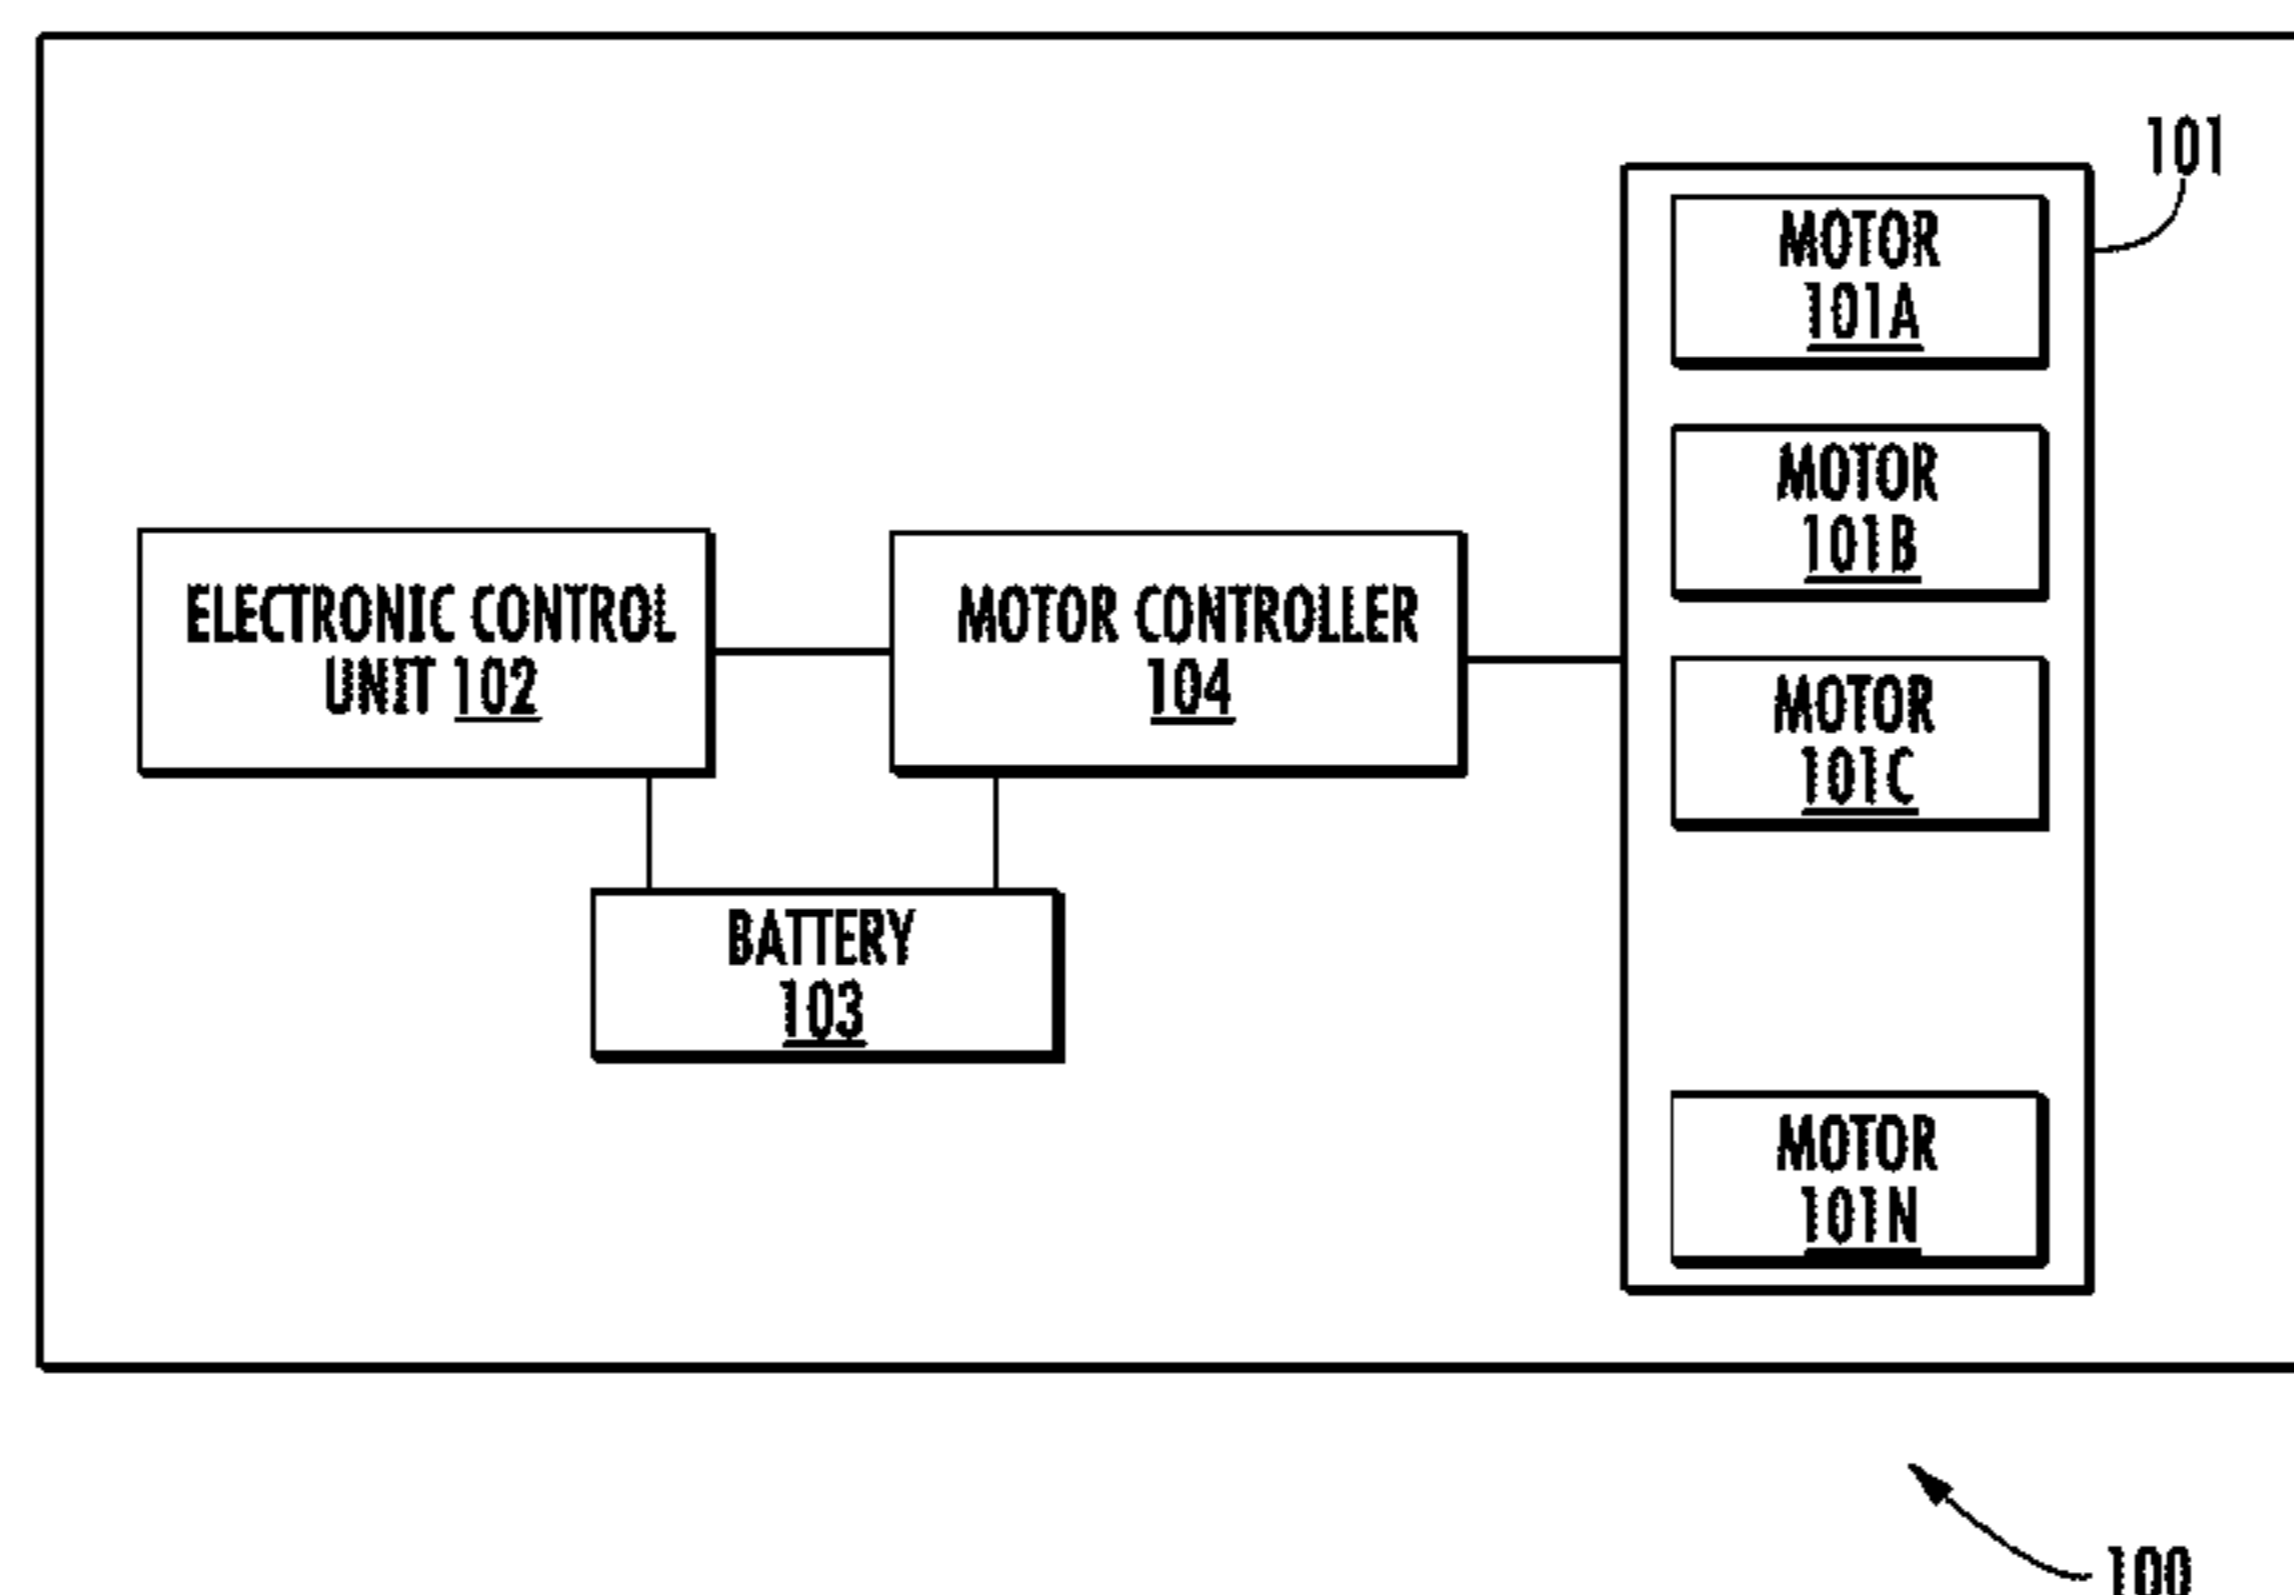 101
MOTOR
101A
MOTOR
101B
ELECTRONIC CONTROL
UNIT 102
MOTOR CONTROLLER
104
MOTOR
101C
BATTERY
103
MOTOR
101N
100